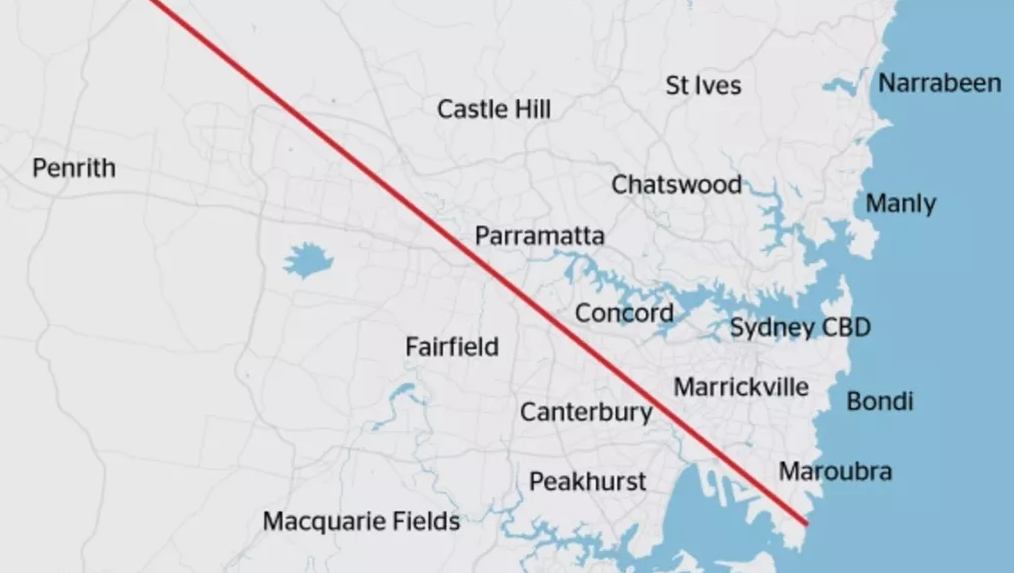 St Ives
Narrabeen
Castle Hill
Penrith
Chatswood
Manly
Parramatta
Concord
Sydney CBD
Fairfield
Marrickville
Bondi
Canterbury
Maroubra
Peakhurst
Macquarie Fields